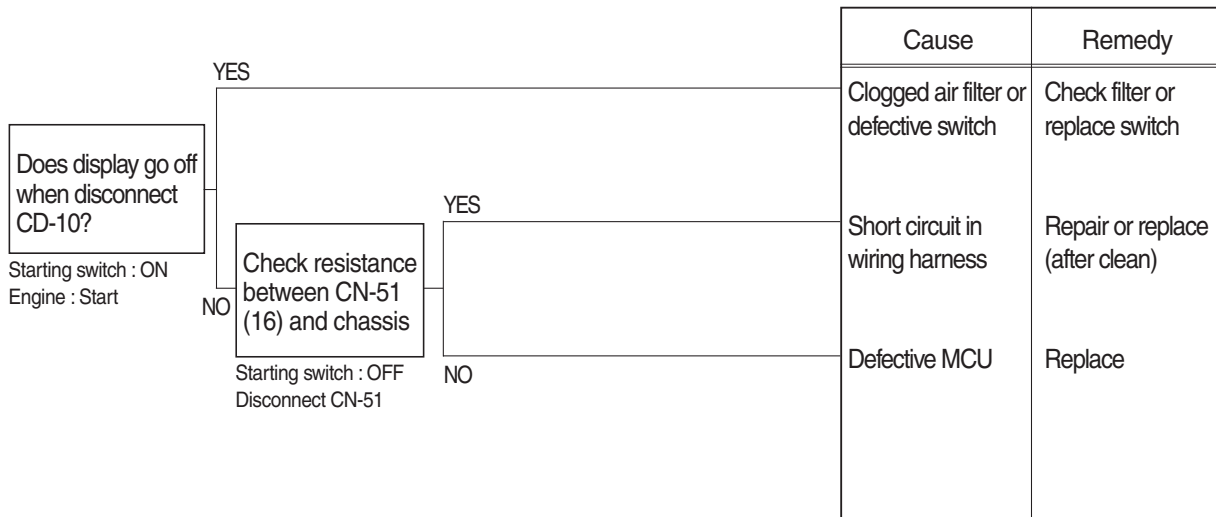 Cause
Remedy
YES
Clogged air filter or
defective switch
Check filter or
replace switch
Does display go off
when disconnect
CD-10?
Starting switch : ON
Engine : Start
YES
Short circuit in
wiring harness
Repair or replace
(after clean)
NO
Check resistance
between CN-51
(16) and chassis
Starting switch : OFF
Disconnect CN-51
NO
Defective MCU
Replace